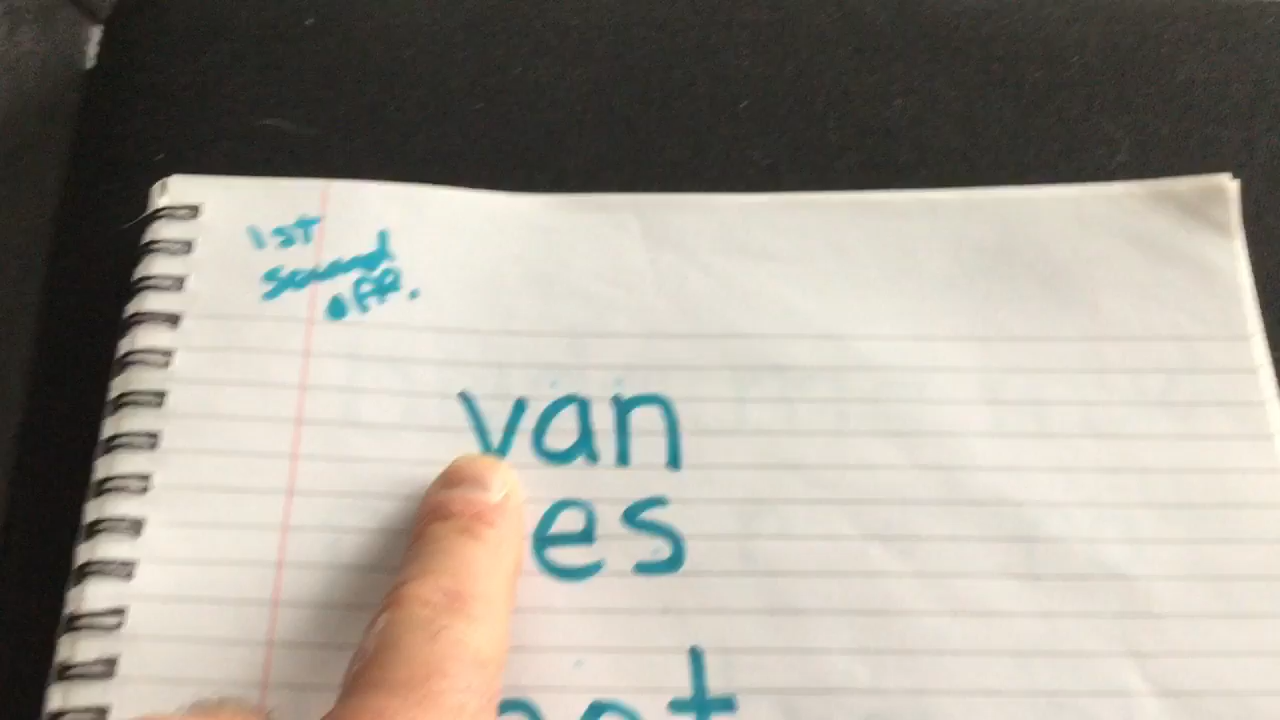 1st
sound
off.
van
es